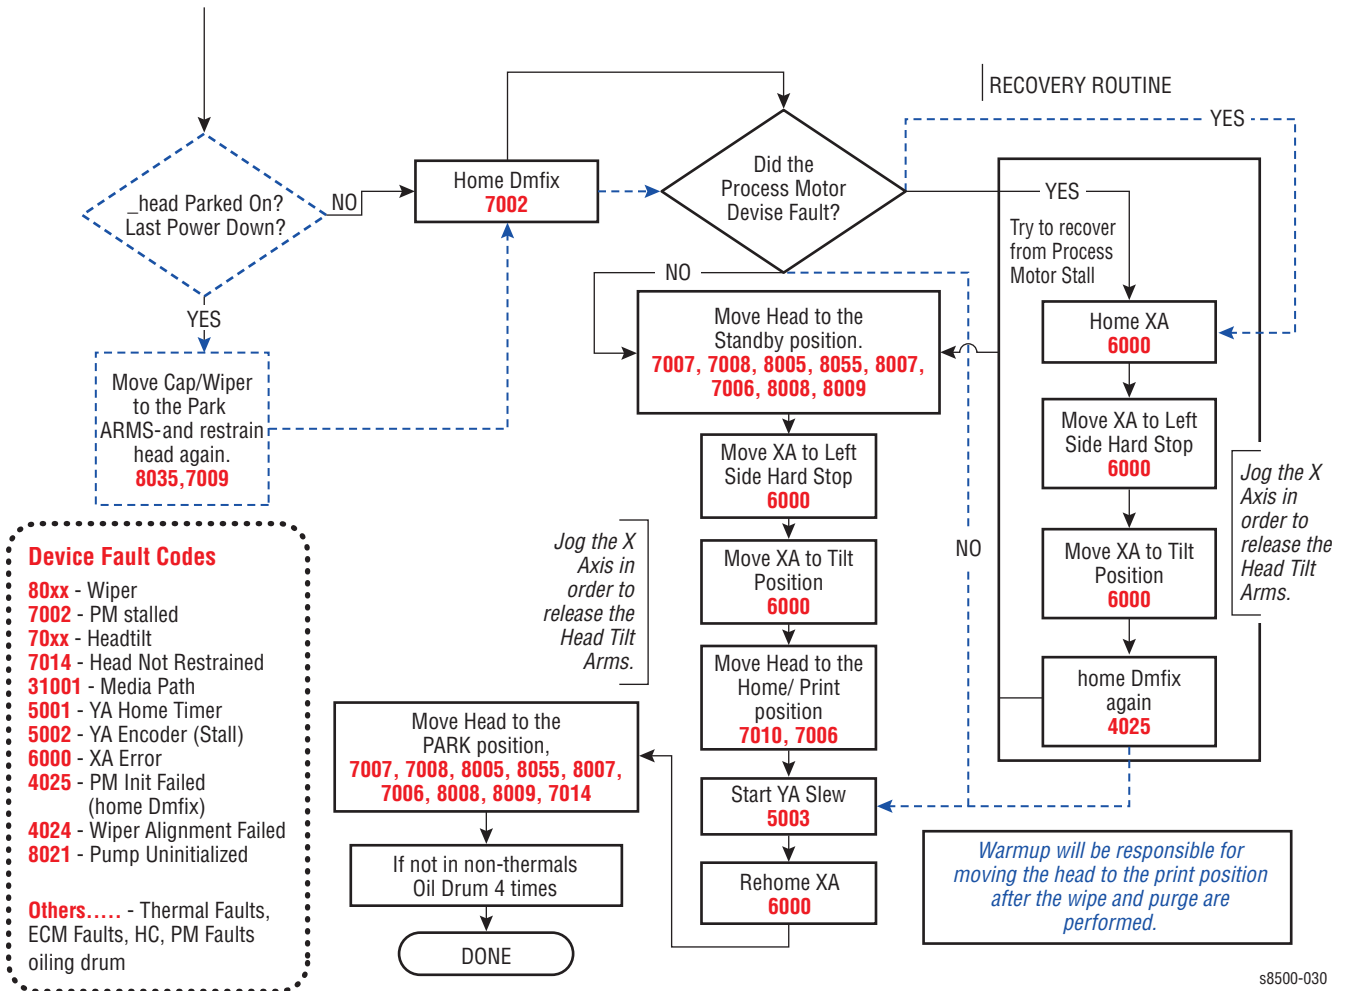 RECOVERY ROUTINE
YES
_head Parked On?
Last Power Down?
NO
YES
Move Cap/Wiper
to the Park
ARMS-and restrain
head again.
8035,7009
Home Dmfix
7002
Did the
Process Motor
Devise Fault?
NO
YES
Try to recover
from Process
Motor Stall
Home XA
6000
Move XA to Left
Side Hard Stop
6000
Move XA to Tilt
Position
6000
home Dmfix
again
4025
Jog the X
Axis in
order to
release the
Head Tilt
Arms.
Move Head to the
Standby position.
7007, 7008, 8005, 8055, 8007,
7006, 8008, 8009
Move XA to Left
Side Hard Stop
6000
Move XA to Tilt
Position
6000
Move Head to the
Home/ Print
position
7010, 7006
Start YA Slew
5003
Rehome XA
6000
NO
Jog the X
Axis in
order to
release the
Head Tilt
Arms.
Move Head to the
PARK position,
7007, 7008, 8005, 8055, 8007,
7006, 8008, 8009, 7014
If not in non-thermals
Oil Drum 4 times
DONE
Device Fault Codes
80xx - Wiper
7002 - PM stalled
70xx - Headtilt
7014 - Head Not Restrained
31001 - Media Path
5001 - YA Home Timer
5002 - YA Encoder (Stall)
6000 - XA Error
4025 - PM Init Failed
(home Dmfix)
4024 - Wiper Alignment Failed
8021 - Pump Uninitialized
Others..... - Thermal Faults,
ECM Faults, HC, PM Faults
oiling drum
Warmup will be responsible for
moving the head to the print position
after the wipe and purge are
performed.
s8500-030